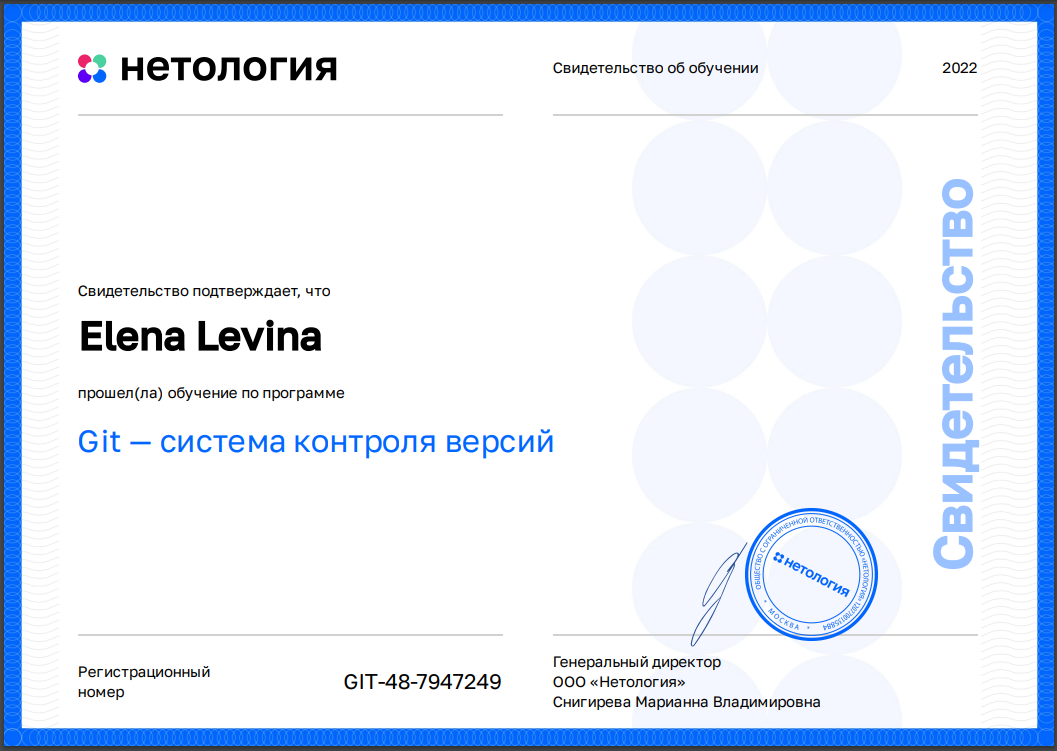 нетология
Свидетельство об обучении
2022
Свидетельство подтверждает, что
Elena Levina
прошел(ла) обучение по программе
Git — система контроля версий
Свидетельство
ОБЩЕСТВО С ОГРАНИЧЕННОЙ ОТВЕТСТВЕННОСТЬЮ «НЕТОЛОГИЯ»
* МОСКВА *
нетология
Регистрационный
номер
GIT-48-7947249
Генеральный директор
ООО «Нетология»
Снигирева Марианна Владимировна